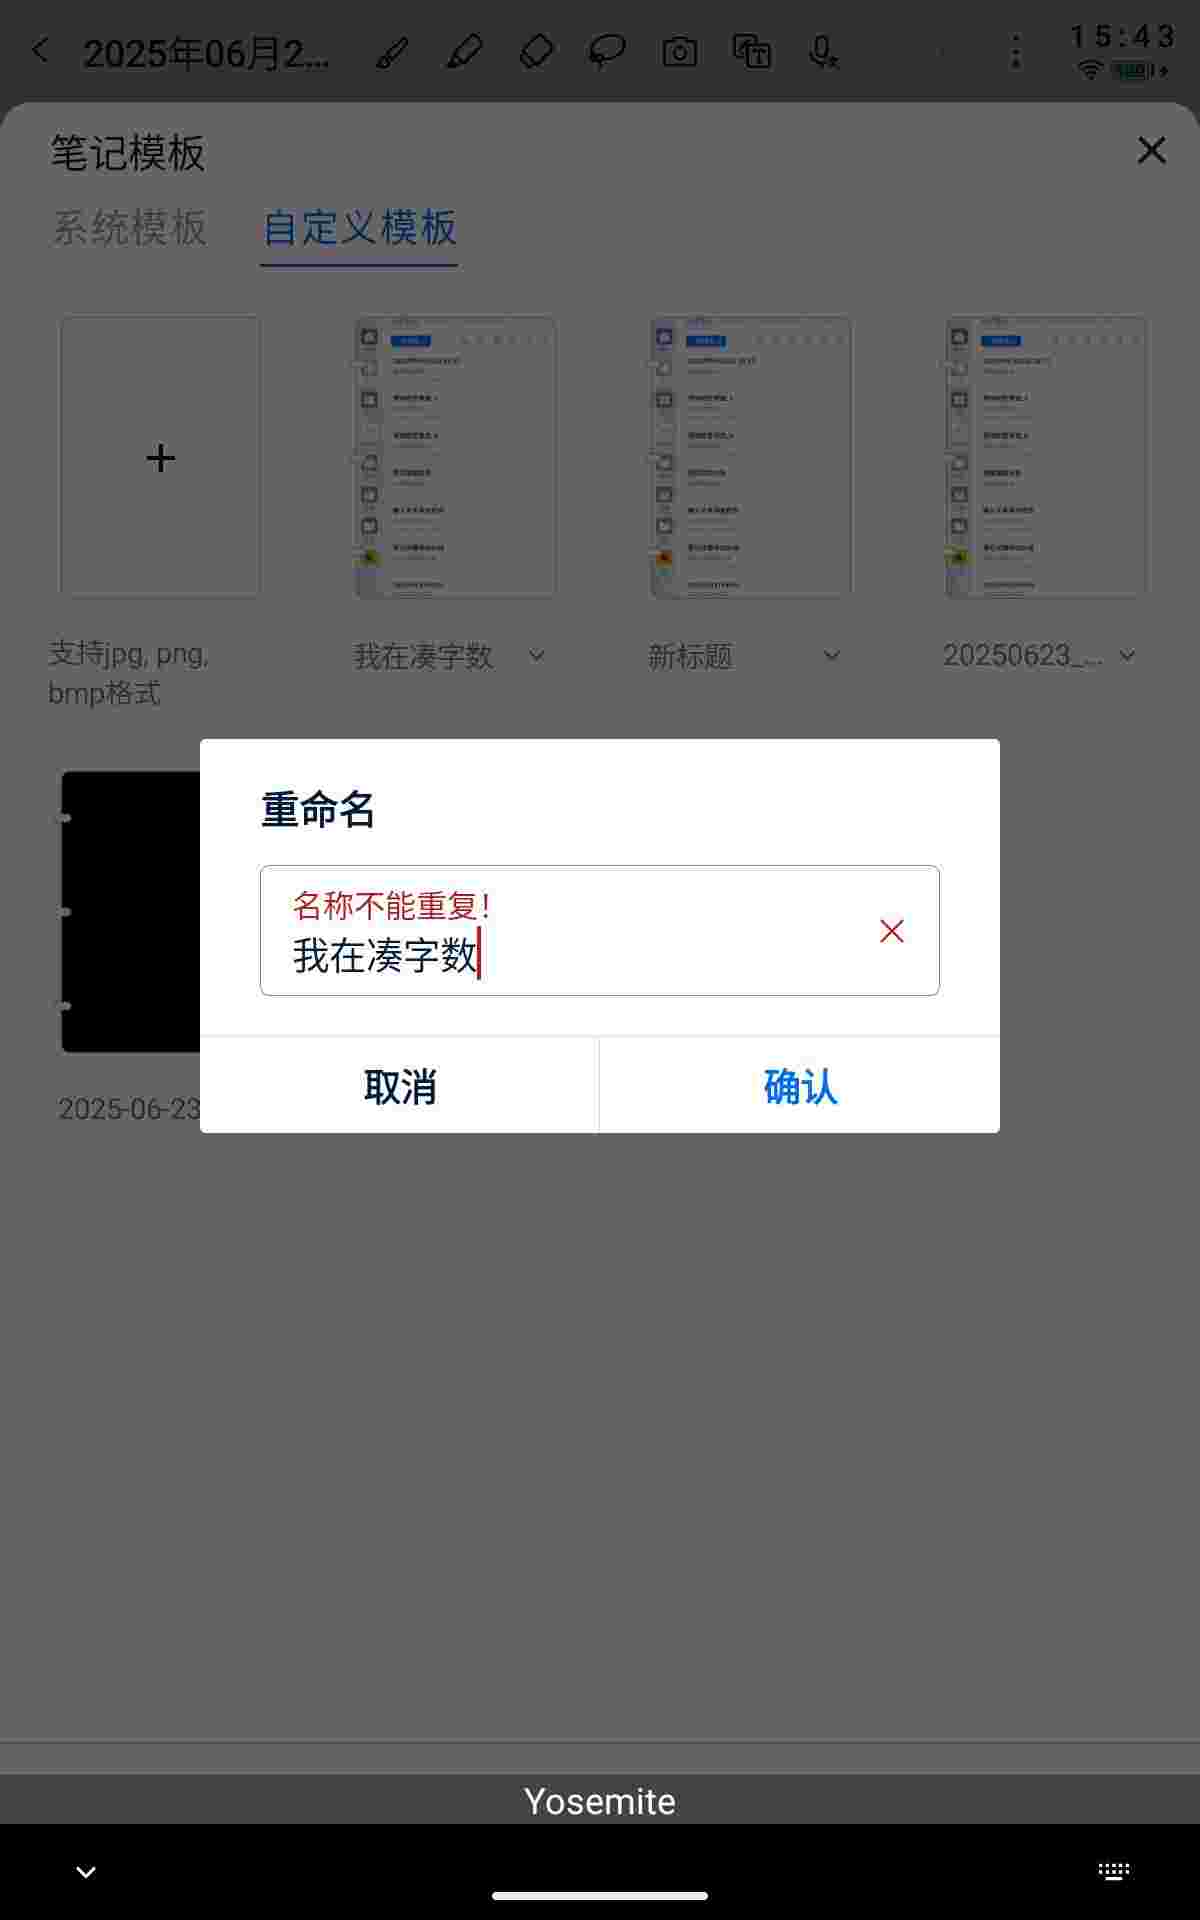 2025年06月2...
15:43
笔记模板
系统模板
自定义模板
支持jpg, png,
bmp格式
我在凑字数
新标题
20250623_...
重命名
名称不能重复!
我在凑字数
取消
确认
2025-06-23
Yosemite